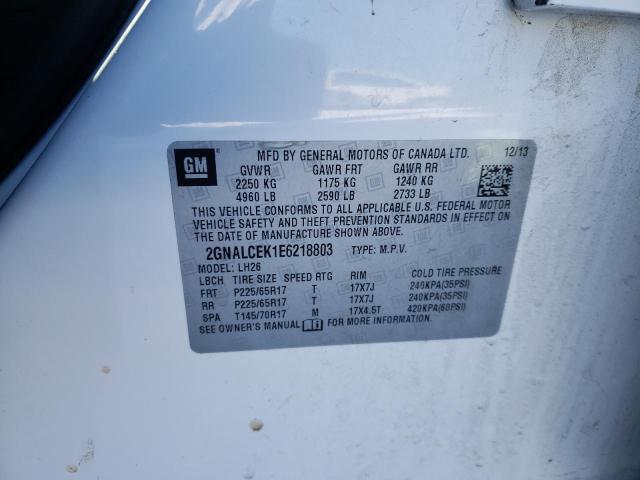 GM
MFD BY GENERAL MOTORS OF CANADA LTD. 12/13
GVWR GAWR FRT GAWR RR
2250 KG 1175 KG 1240 KG
4960 LB 2590 LB 2733 LB
THIS VEHICLE CONFORMS TO ALL APPLICABLE U.S. FEDERAL MOTOR
VEHICLE SAFETY AND THEFT PREVENTION STANDARDS IN EFFECT ON
THE DATE OF MANUFACTURE SHOWN ABOVE.
2GNALCEK1E6218803 TYPE: M.P.V.
MODEL: LH26
LBCH TIRE SIZE SPEED RTG RIM COLD TIRE PRESSURE
FRT P225/65R17 T 17X7J 240KPA(35PSI)
RR P225/65R17 T 17X7J 240KPA(35PSI)
SPA T145/70R17 M 17X4.5T 420KPA(60PSI)
SEE OWNER'S MANUAL FOR MORE INFORMATION.